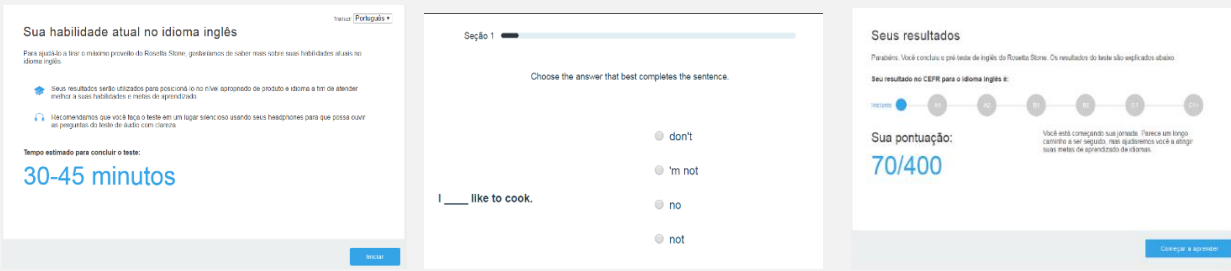 Traduzir Português
Sua habilidade atual no idioma inglês
Para ajudá-lo a tirar o máximo proveito do Rosetta Stone, gostaríamos de saber mais sobre suas habilidades atuais no
idioma inglês.
Seus resultados serão utilizados para posicioná-lo no nível apropriado de produto e idioma a fim de atender
melhor a suas habilidades e metas de aprendizado.
Recomendamos que você faça o teste em um lugar silencioso usando seus headphones para que possa ouvir
as perguntas do teste de áudio com clareza.
Tempo estimado para concluir o teste:
30-45 minutos
Iniciar
Seção 1
Choose the answer that best completes the sentence.
don't
'm not
I ___ like to cook.
no
not
Seus resultados
Parabéns. Você concluiu o pré-teste de inglês do Rosetta Stone. Os resultados do teste são explicados abaixo.
Seu resultado no CEFR para o idioma inglês é:
Iniciante A1 A2 B1 B2 C1 C1+
Sua pontuação:
70/400
Você está começando sua jornada. Parece um longo
caminho a ser seguido, mas ajudaremos você a atingir
suas metas de aprendizado de idiomas.
Começar a aprender